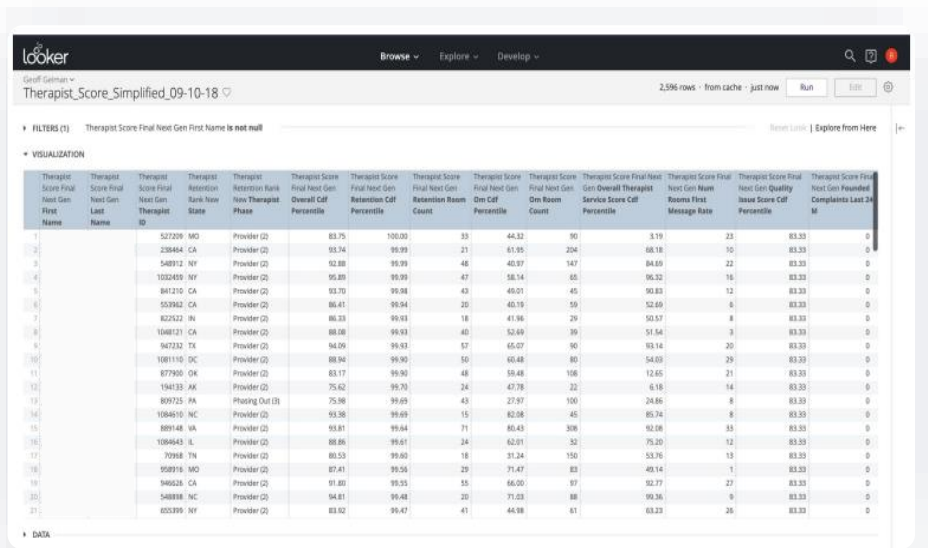 looker
Browse Explore Develop
Geoff Gelman
Therapist_Score_Simplified_09-10-18
2,596 rows · from cache · just now Run Edit
FILTERS (1) Therapist Score Final Next Gen First Name is not null Reset Look | Explore from Here
VISUALIZATION
Therapist Score Final Next Gen First Name
Therapist Score Final Next Gen Last Name
Therapist Score Final Next Gen Therapist ID
Therapist Retention Rank New State
Therapist Retention Rank New Therapist Phase
Therapist Score Final Next Gen Overall Cdf Percentile
Therapist Score Final Next Gen Retention Cdf Percentile
Therapist Score Final Next Gen Retention Room Count
Therapist Score Final Next Gen Om Cdf Percentile
Therapist Score Final Next Gen Om Room Count
Therapist Score Final Next Gen Overall Therapist Service Score Cdf Percentile
Therapist Score Final Next Gen Num Rooms First Message Rate
Therapist Score Final Next Gen Quality Issue Score Cdf Percentile
Therapist Score Final Next Gen Founded Complaints Last 24 M
1 527209 MO Provider (2) 83.75 100.00 33 44.32 90 3.19 23 83.33 0
2 238464 CA Provider (2) 93.74 99.99 21 61.95 204 68.18 10 83.33 0
3 548912 NY Provider (2) 92.88 99.99 48 40.97 147 84.69 22 83.33 0
4 1032459 NY Provider (2) 95.89 99.99 47 58.14 65 96.32 16 83.33 0
5 841210 CA Provider (2) 93.70 99.98 43 49.01 45 90.83 12 83.33 0
6 553962 CA Provider (2) 86.41 99.94 20 40.19 59 52.69 6 83.33 0
7 822522 IN Provider (2) 86.33 99.93 18 41.96 29 50.57 8 83.33 0
8 1048121 CA Provider (2) 88.08 99.93 40 52.69 39 51.54 3 83.33 0
9 947232 TX Provider (2) 94.09 99.93 57 65.07 90 93.14 20 83.33 0
10 1081110 DC Provider (2) 88.94 99.90 50 60.48 80 54.03 29 83.33 0
11 877900 OK Provider (2) 83.17 99.90 48 59.48 108 12.65 21 83.33 0
12 194133 AK Provider (2) 75.62 99.70 24 47.78 22 6.18 14 83.33 0
13 809725 PA Phasing Out (3) 75.98 99.69 43 27.97 100 24.86 8 83.33 0
14 1084610 NC Provider (2) 93.38 99.69 15 82.08 45 85.74 8 83.33 0
15 889148 VA Provider (2) 93.81 99.64 71 80.43 308 92.08 33 83.33 0
16 1084643 IL Provider (2) 88.86 99.61 24 62.01 32 75.20 12 83.33 0
17 70968 TN Provider (2) 80.53 99.60 18 31.24 150 53.76 13 83.33 0
18 958916 MO Provider (2) 87.41 99.56 29 71.47 83 49.14 1 83.33 0
19 946626 CA Provider (2) 91.80 99.55 55 66.00 97 92.77 27 83.33 0
20 548898 NC Provider (2) 94.81 99.48 20 71.03 88 99.36 9 83.33 0
21 655399 NY Provider (2) 83.92 99.47 41 44.98 61 63.23 26 83.33 0
DATA